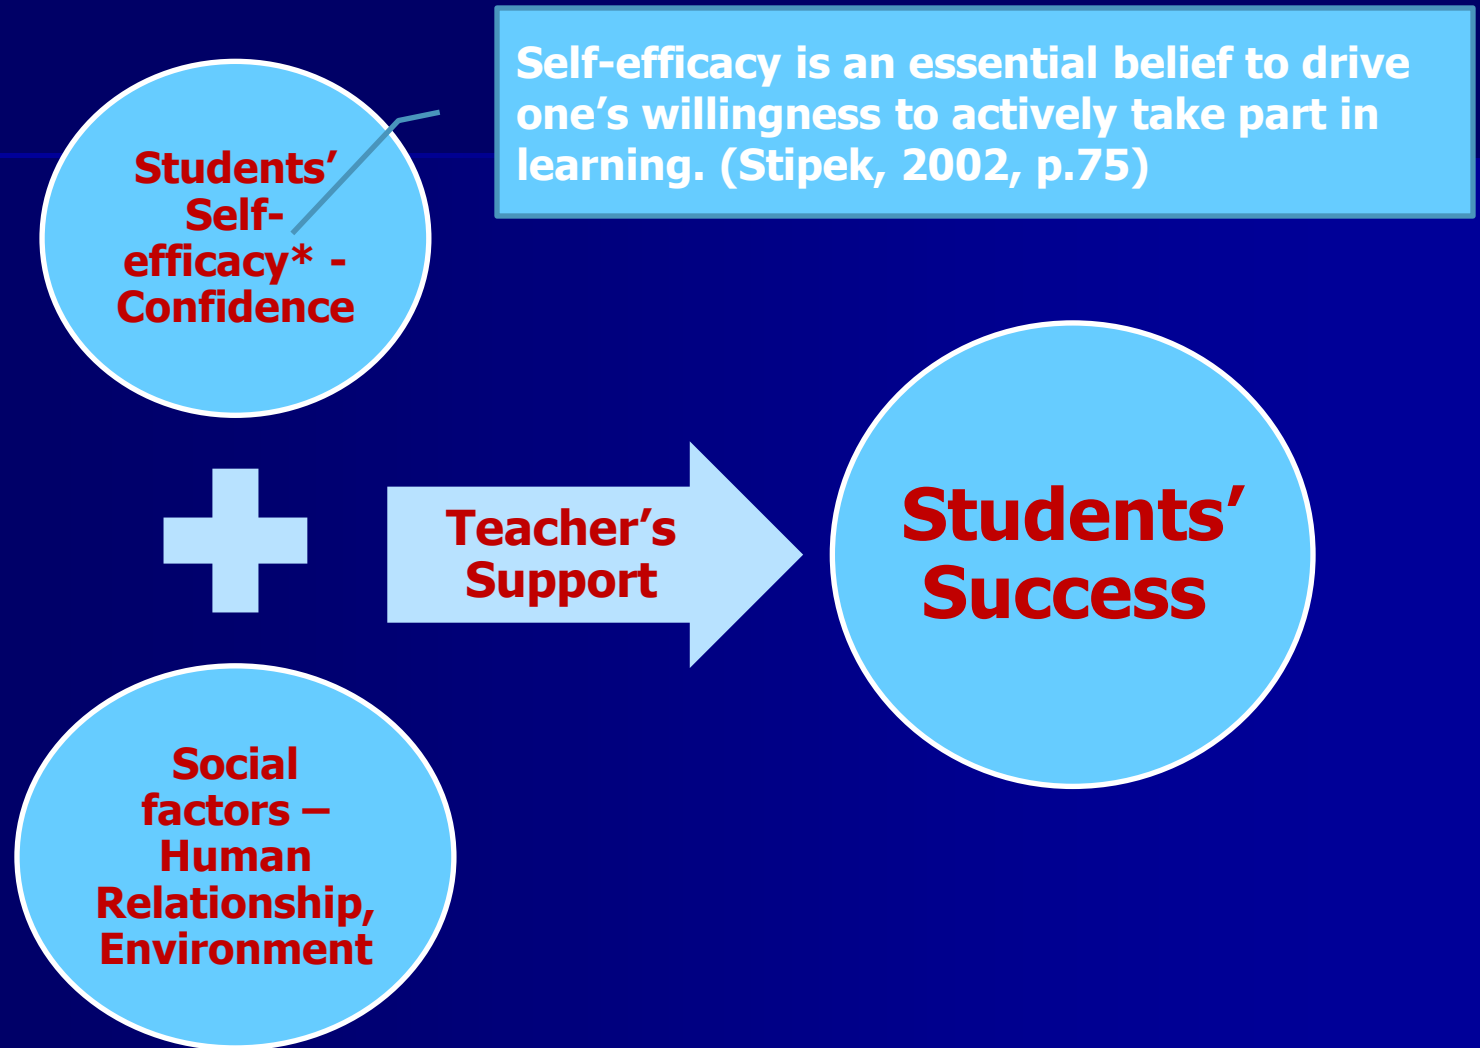 Self-efficacy is an essential belief to drive
one’s willingness to actively take part in
learning. (Stipek, 2002, p.75)
Students’
Self-
efficacy* -
Confidence
Teacher’s
Support
Students’
Success
Social
factors –
Human
Relationship,
Environment